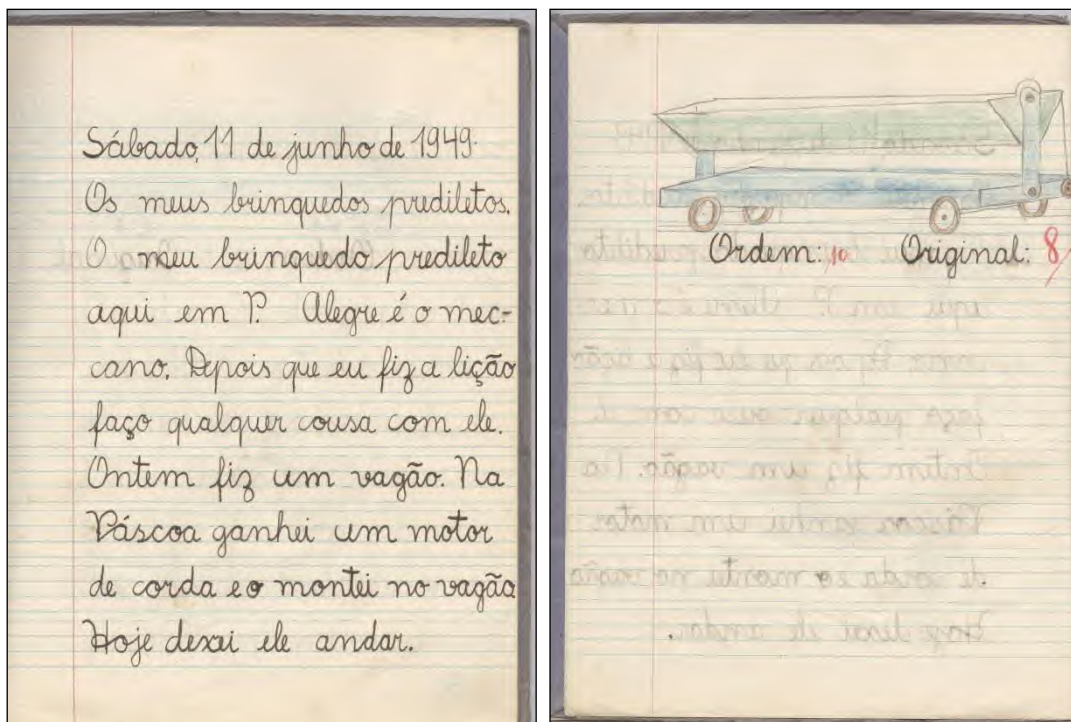 Sábado, 11 de junho de 1949.
Os meus brinquedos prediletos.
O meu brinquedo predileto
aqui em P. Alegre é o mec-
cano. Depois que eu fiz a lição
faço qualquer cousa com ele.
Ontem fiz um vagão. Na
Páscoa ganhei um motor
de corda e o montei no vagão
Hoje dexei ele andar.
Ordem: 10 Original: 8